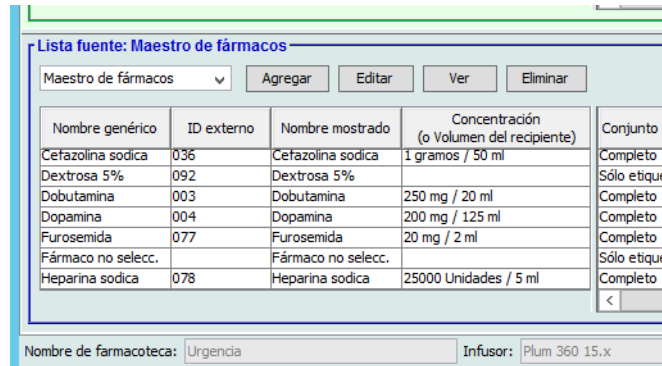 Lista fuente: Maestro de fármacos
Maestro de fármacos Agregar Editar Ver Eliminar
Nombre genérico ID externo Nombre mostrado Concentración (o Volumen del recipiente) Conjunto
Cefazolina sodica 036 Cefazolina sodica 1 gramos / 50 ml Completo
Dextrosa 5% 092 Dextrosa 5% Sólo etique
Dobutamina 003 Dobutamina 250 mg / 20 ml Completo
Dopamina 004 Dopamina 200 mg / 125 ml Completo
Furosemida 077 Furosemida 20 mg / 2 ml Completo
Fármaco no selecc. Fármaco no selecc. Sólo etique
Heparina sodica 078 Heparina sodica 25000 Unidades / 5 ml Completo
Nombre de farmacoteca: Urgencia Infusor: Plum 360 15.x